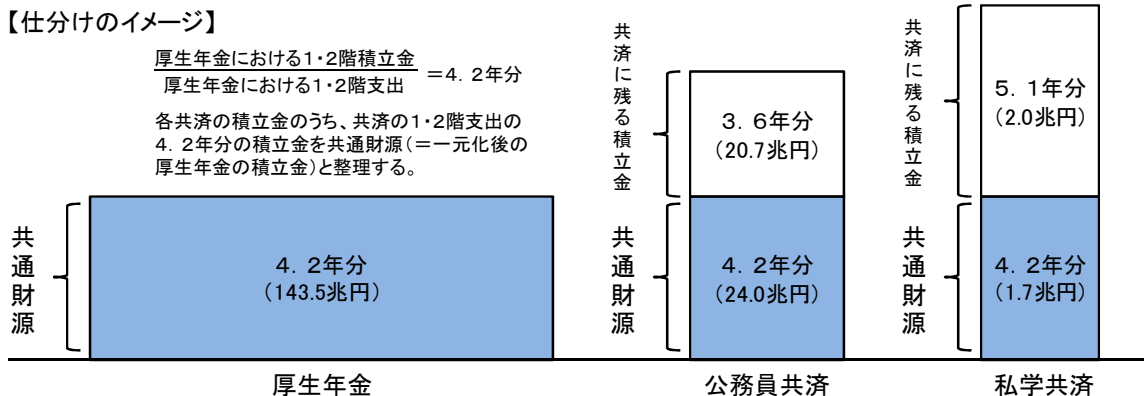 【仕分けのイメージ】
厚生年金における1・2階積立金
厚生年金における1・2階支出
＝4．2年分
各共済の積立金のうち、共済の1・2階支出の
4．2年分の積立金を共通財源(＝一元化後の
厚生年金の積立金)と整理する。
共通財源
4．2年分
(143.5兆円)
厚生年金
共済に残る積立金
3．6年分
(20.7兆円)
共通財源
4．2年分
(24.0兆円)
公務員共済
共済に残る積立金
5．1年分
(2.0兆円)
共通財源
4．2年分
(1.7兆円)
私学共済